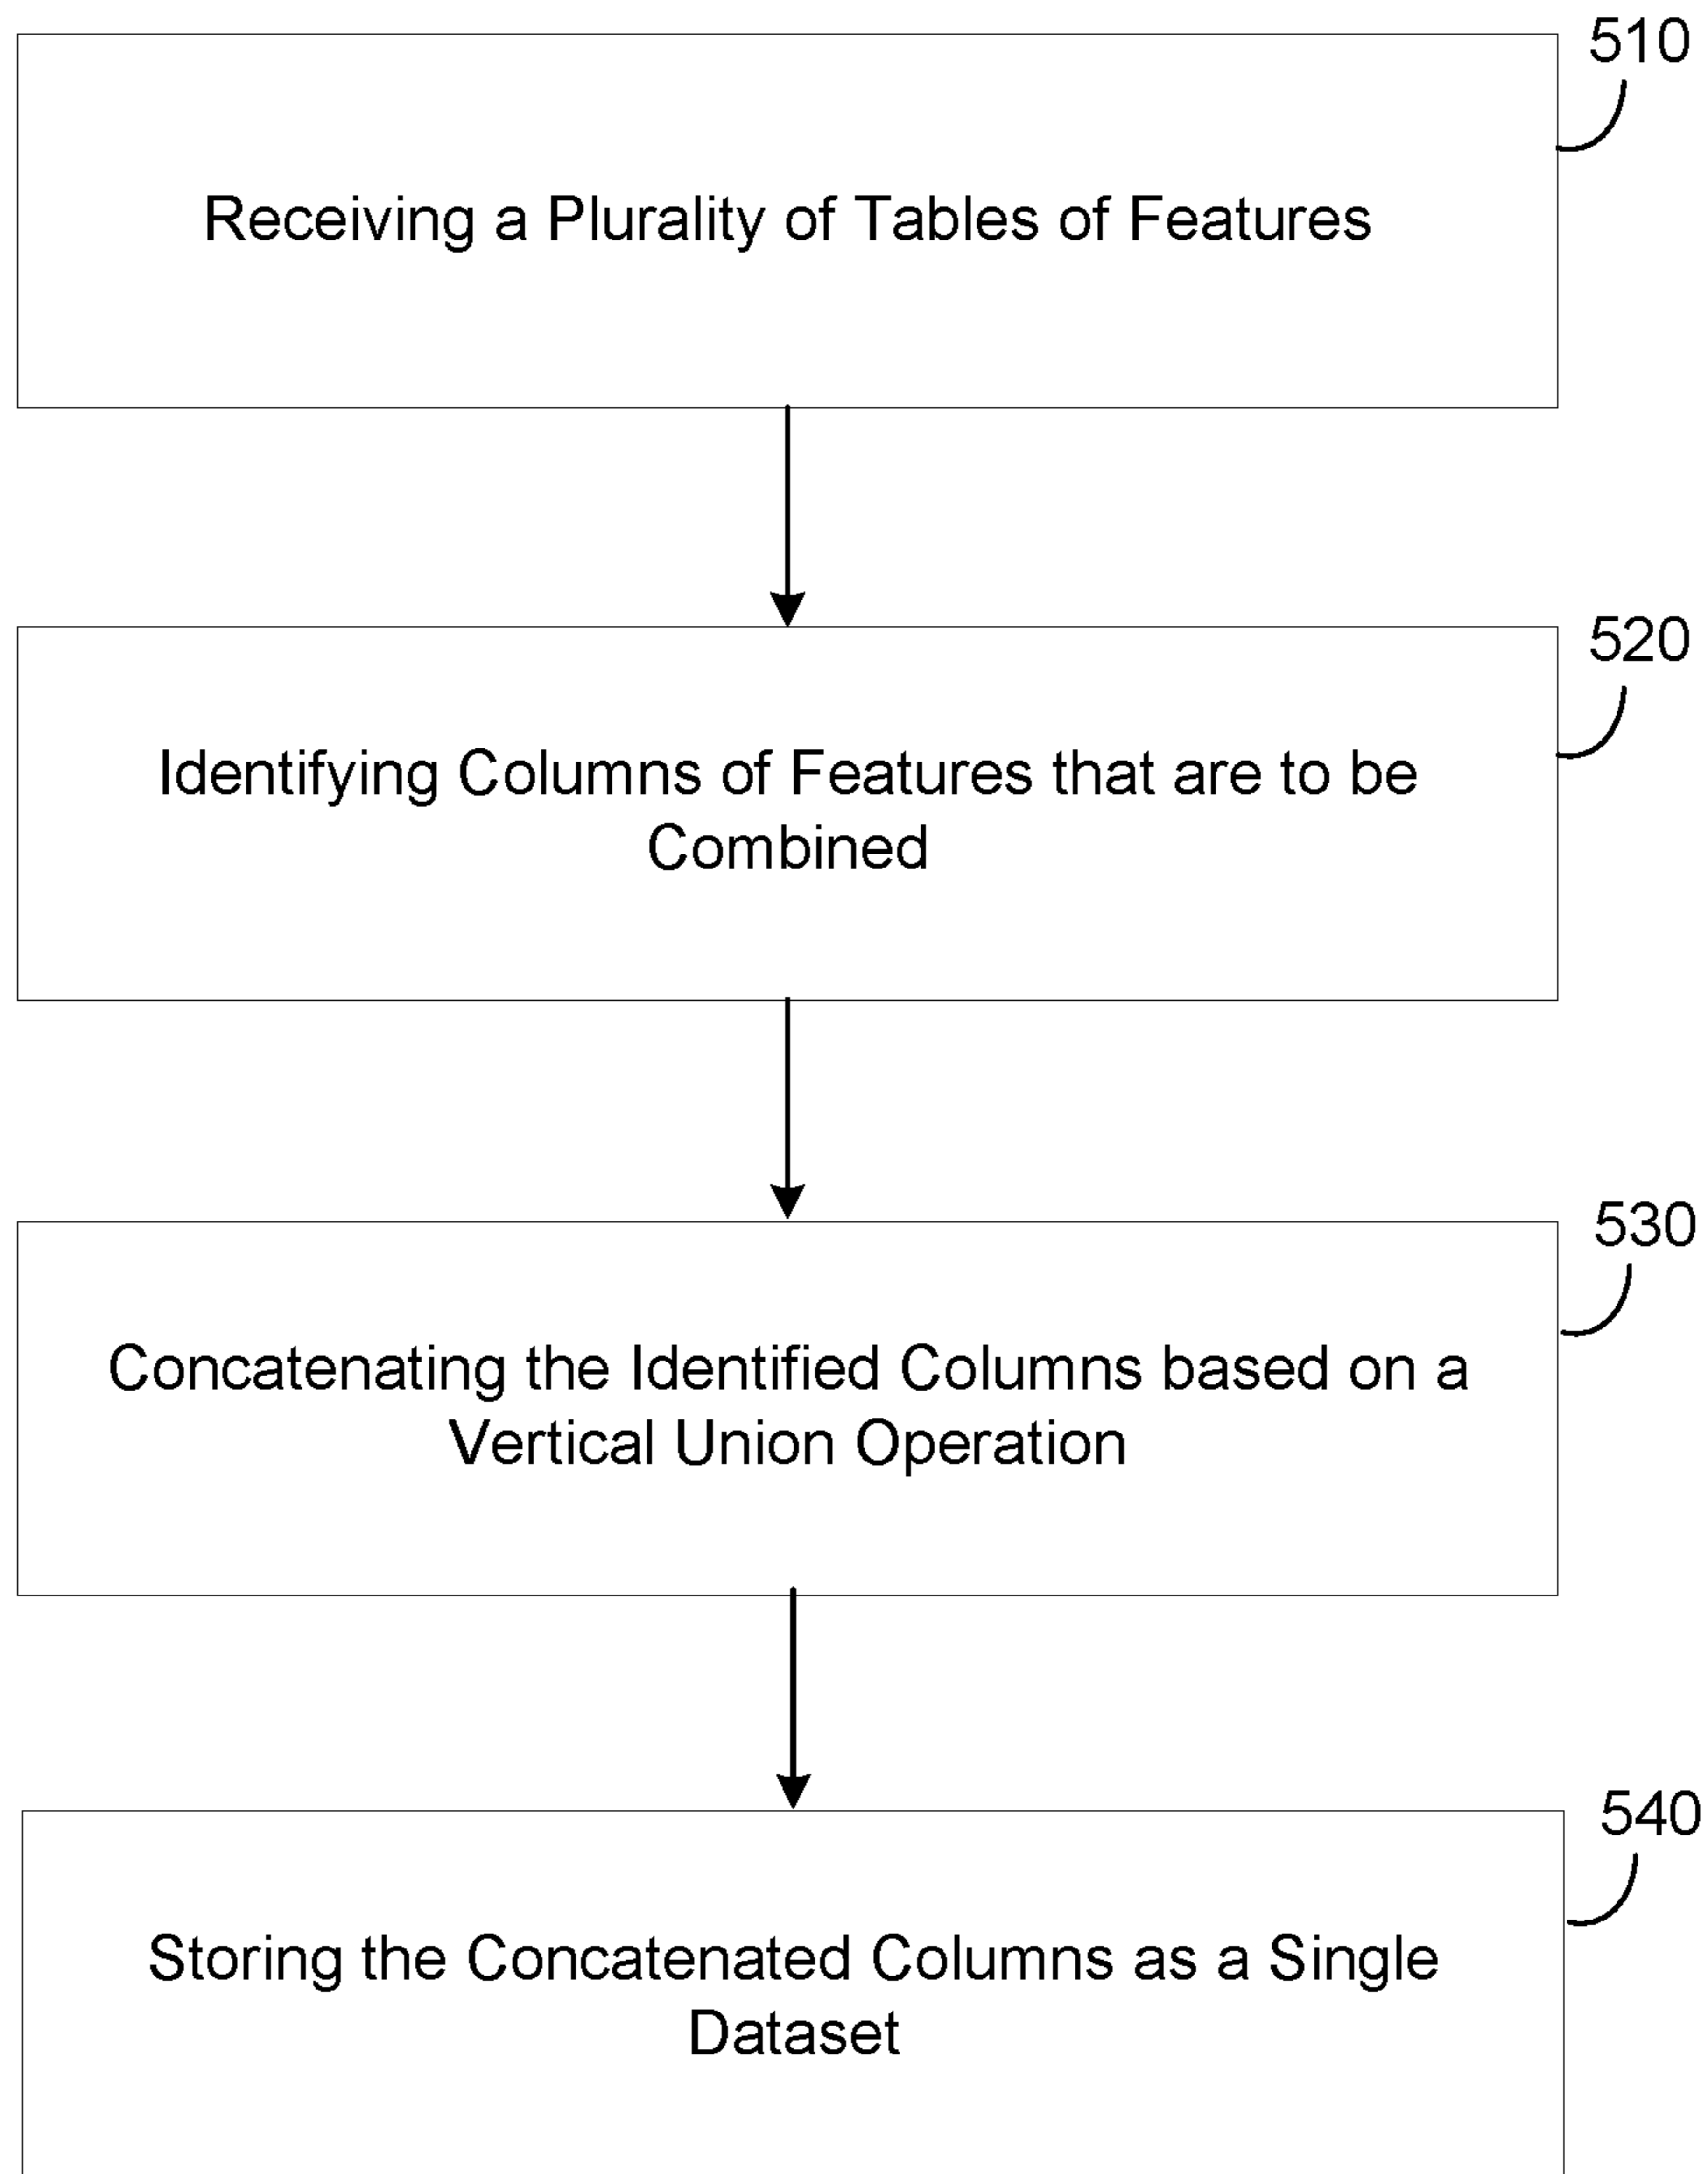 510
Receiving a Plurality of Tables of Features
520
Identifying Columns of Features that are to be
Combined
530
Concatenating the Identified Columns based on a
Vertical Union Operation
540
Storing the Concatenated Columns as a Single
Dataset